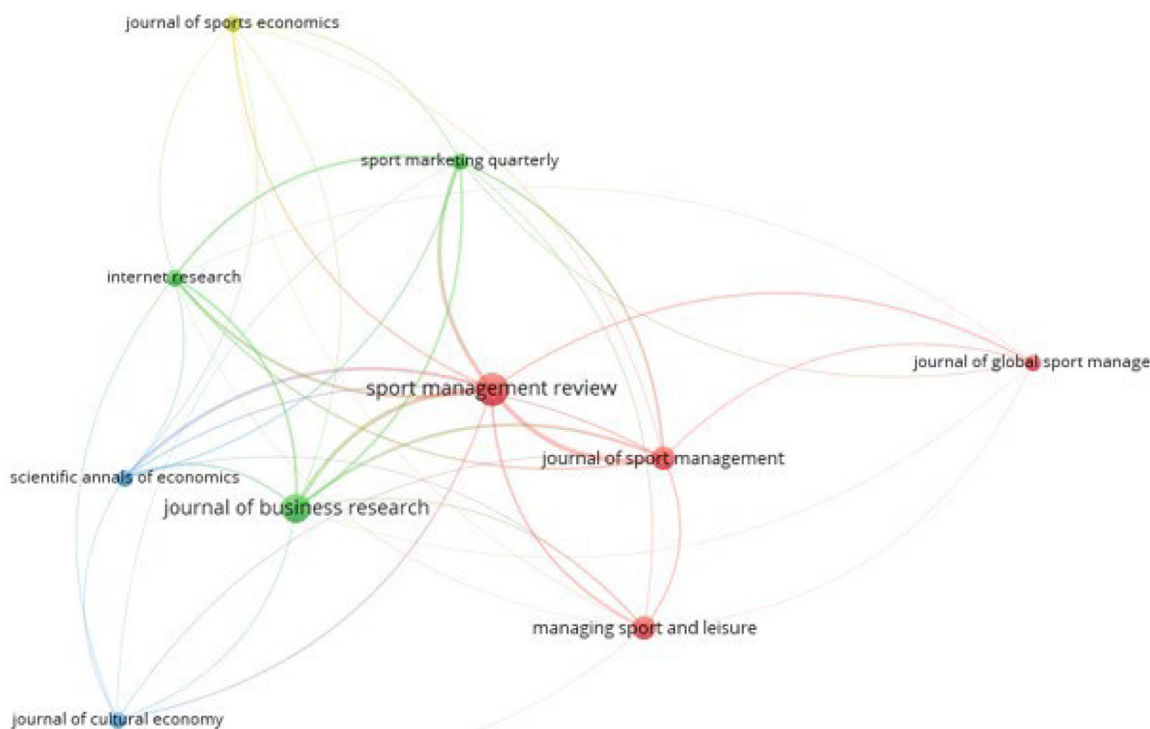 journal of sports economics
sport marketing quarterly
internet research
journal of global sport manage
sport management review
journal of sport management
scientific annals of economics
journal of business research
managing sport and leisure
journal of cultural economy